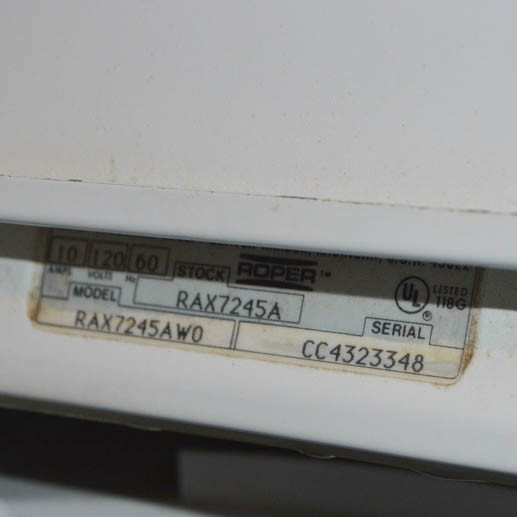 10 120 60 STOCK ROPER™
AMPS VOLTS Hz UL LISTED
MODEL RAX7245A ® 118G
RAX7245AW0 SERIAL
CC4323348